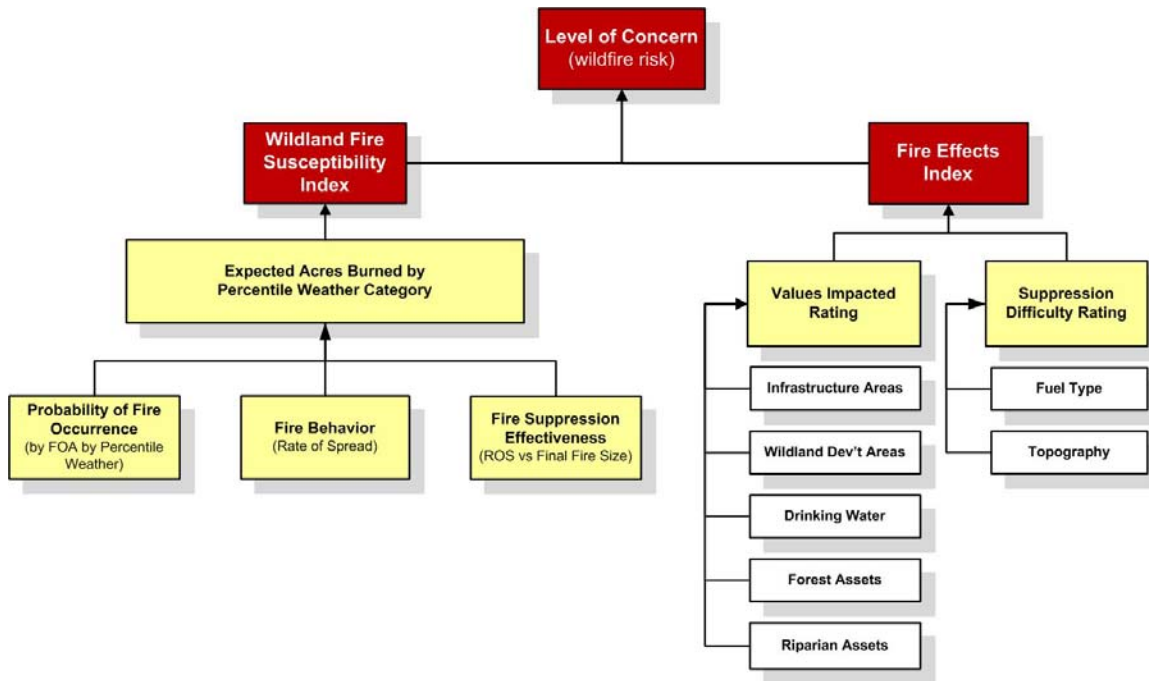 Level of Concern
(wildfire risk)
Wildland Fire
Susceptibility
Index
Fire Effects
Index
Expected Acres Burned by
Percentile Weather Category
Values Impacted
Rating
Suppression
Difficulty Rating
Probability of Fire
Occurrence
(by FOA by Percentile
Weather)
Fire Behavior
(Rate of Spread)
Fire Suppression
Effectiveness
(ROS vs Final Fire Size)
Infrastructure Areas
Wildland Dev't Areas
Drinking Water
Forest Assets
Riparian Assets
Fuel Type
Topography